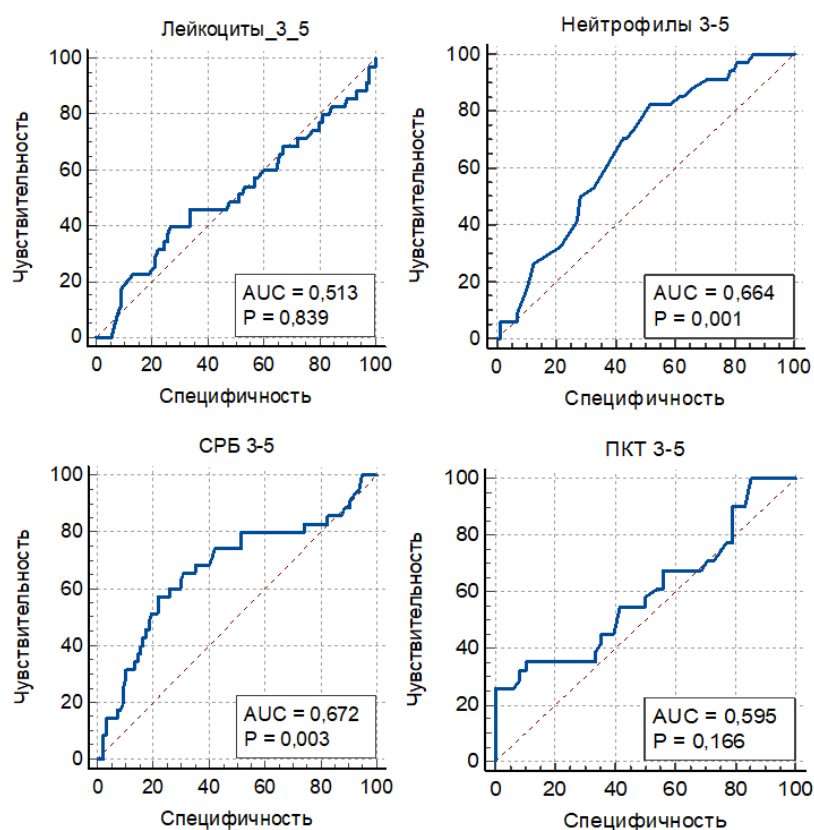 Лейкоциты_3_5
Чувствительность
100
80
60
40
20
0
AUC = 0,513
P = 0,839
0 20 40 60 80 100
Специфичность
Нейтрофилы 3-5
Чувствительность
100
80
60
40
20
0
AUC = 0,664
P = 0,001
0 20 40 60 80 100
Специфичность
СРБ 3-5
Чувствительность
100
80
60
40
20
0
AUC = 0,672
P = 0,003
0 20 40 60 80 100
Специфичность
ПКТ 3-5
Чувствительность
100
80
60
40
20
0
AUC = 0,595
P = 0,166
0 20 40 60 80 100
Специфичность